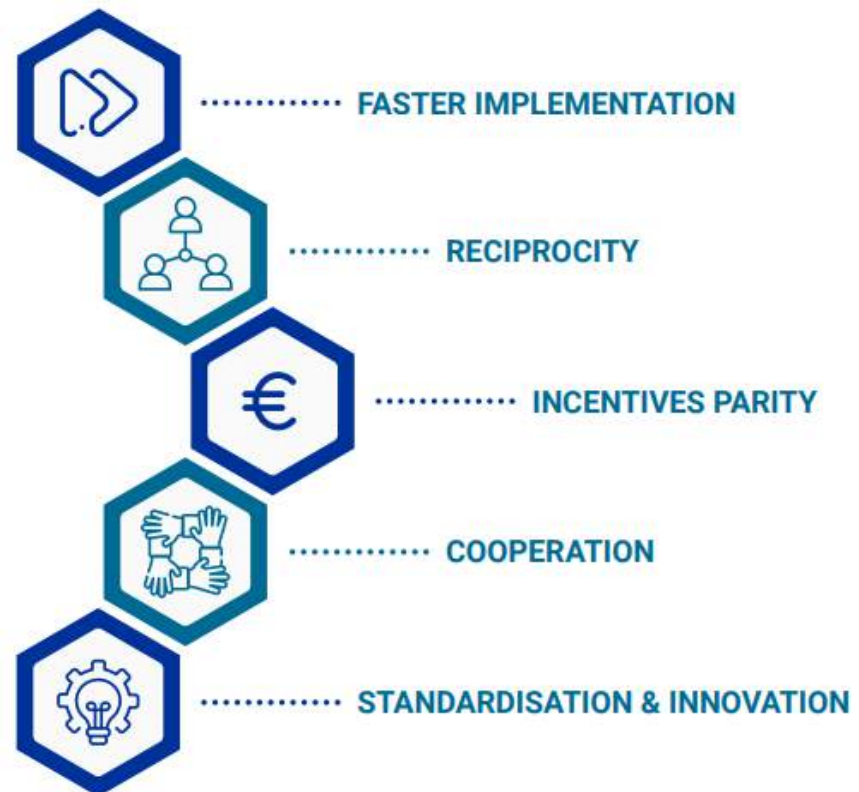 FASTER IMPLEMENTATION
RECIPROCITY
€
INCENTIVES PARITY
COOPERATION
STANDARDISATION & INNOVATION